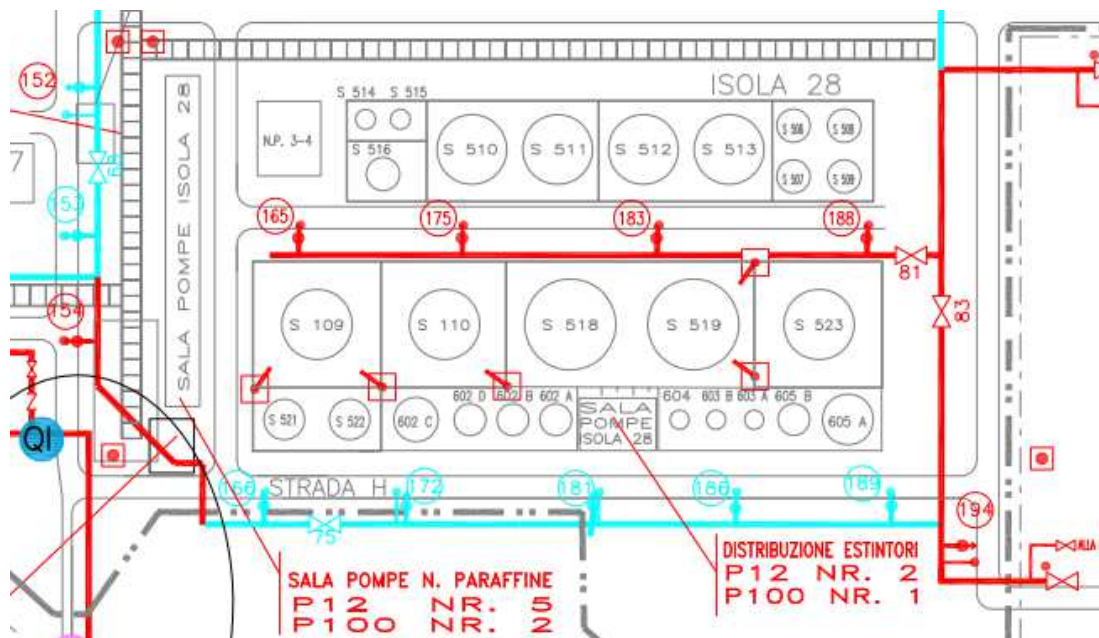 152
ISOLA 28
S 514
S 515
N.P. 3-4
S 516
S 510
S 511
S 512
S 513
S 506
S 508
S 507
S 509
7
SALA POMPE ISOLA 28
153
165
175
183
188
81
83
154
S 109
S 110
S 518
S 519
S 523
602 D
602 B
602 A
604
603 B
603 A
605 B
S 521
S 522
602 C
SALA
POMPE
ISOLA 28
605 A
QI
166
STRADA H
172
181
186
189
194
75
SALA POMPE N. PARAFFINE
P12 NR. 5
P100 NR. 2
DISTRIBUZIONE ESTINTORI
P12 NR. 2
P100 NR. 1